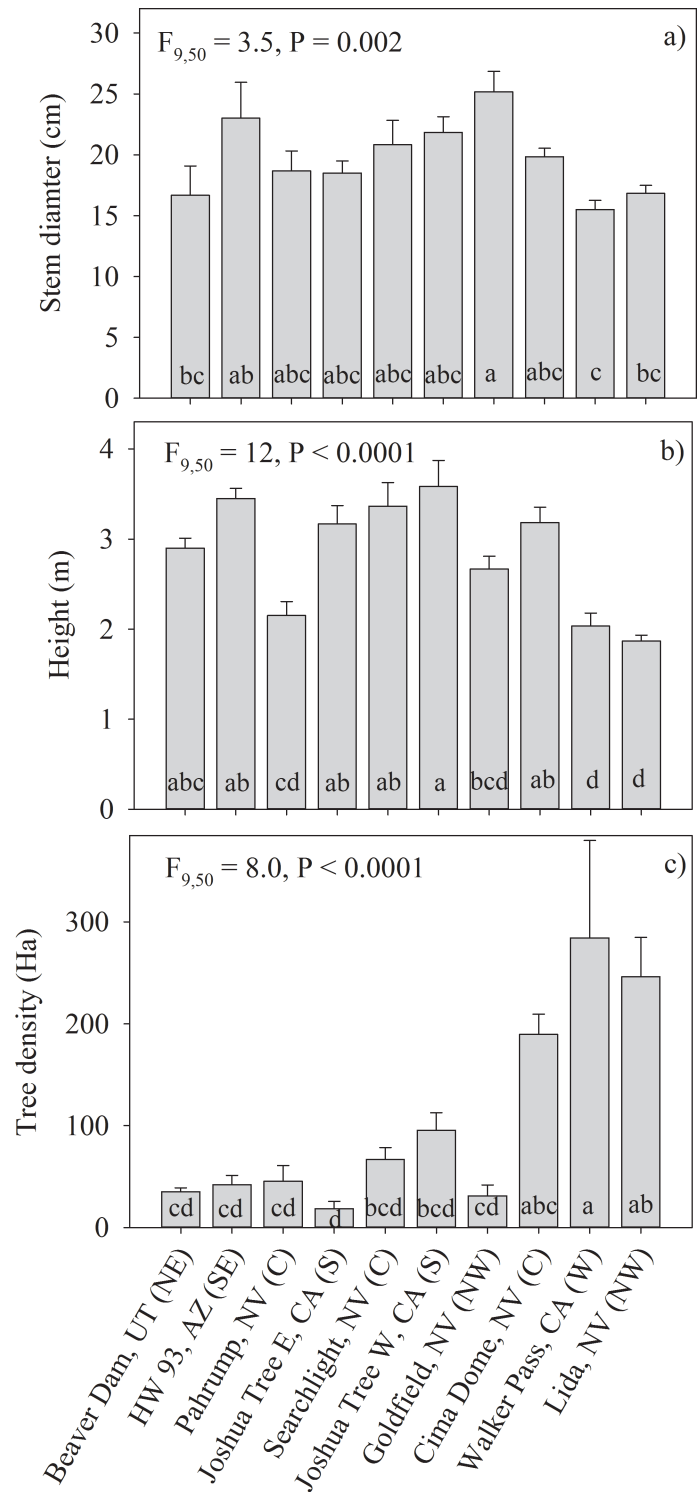 30
25
20
15
10
5
0
Stem diamter (cm)
F9,50 = 3.5, P = 0.002
a)
bc ab abc abc abc abc a abc c bc
4
3
2
1
0
Height (m)
F9,50 = 12, P < 0.0001
b)
abc ab cd ab ab a bcd ab d d
300
200
100
0
Tree density (Ha)
F9,50 = 8.0, P < 0.0001
c)
cd cd cd d bcd bcd cd abc a ab
Beaver Dam, UT (NE)
HW 93, AZ (SE)
Pahrump, NV (C)
Joshua Tree E, CA (S)
Searchlight, NV (C)
Joshua Tree W, CA (S)
Goldfield, NV (NW)
Cima Dome, NV (C)
Walker Pass, CA (W)
Lida, NV (NW)